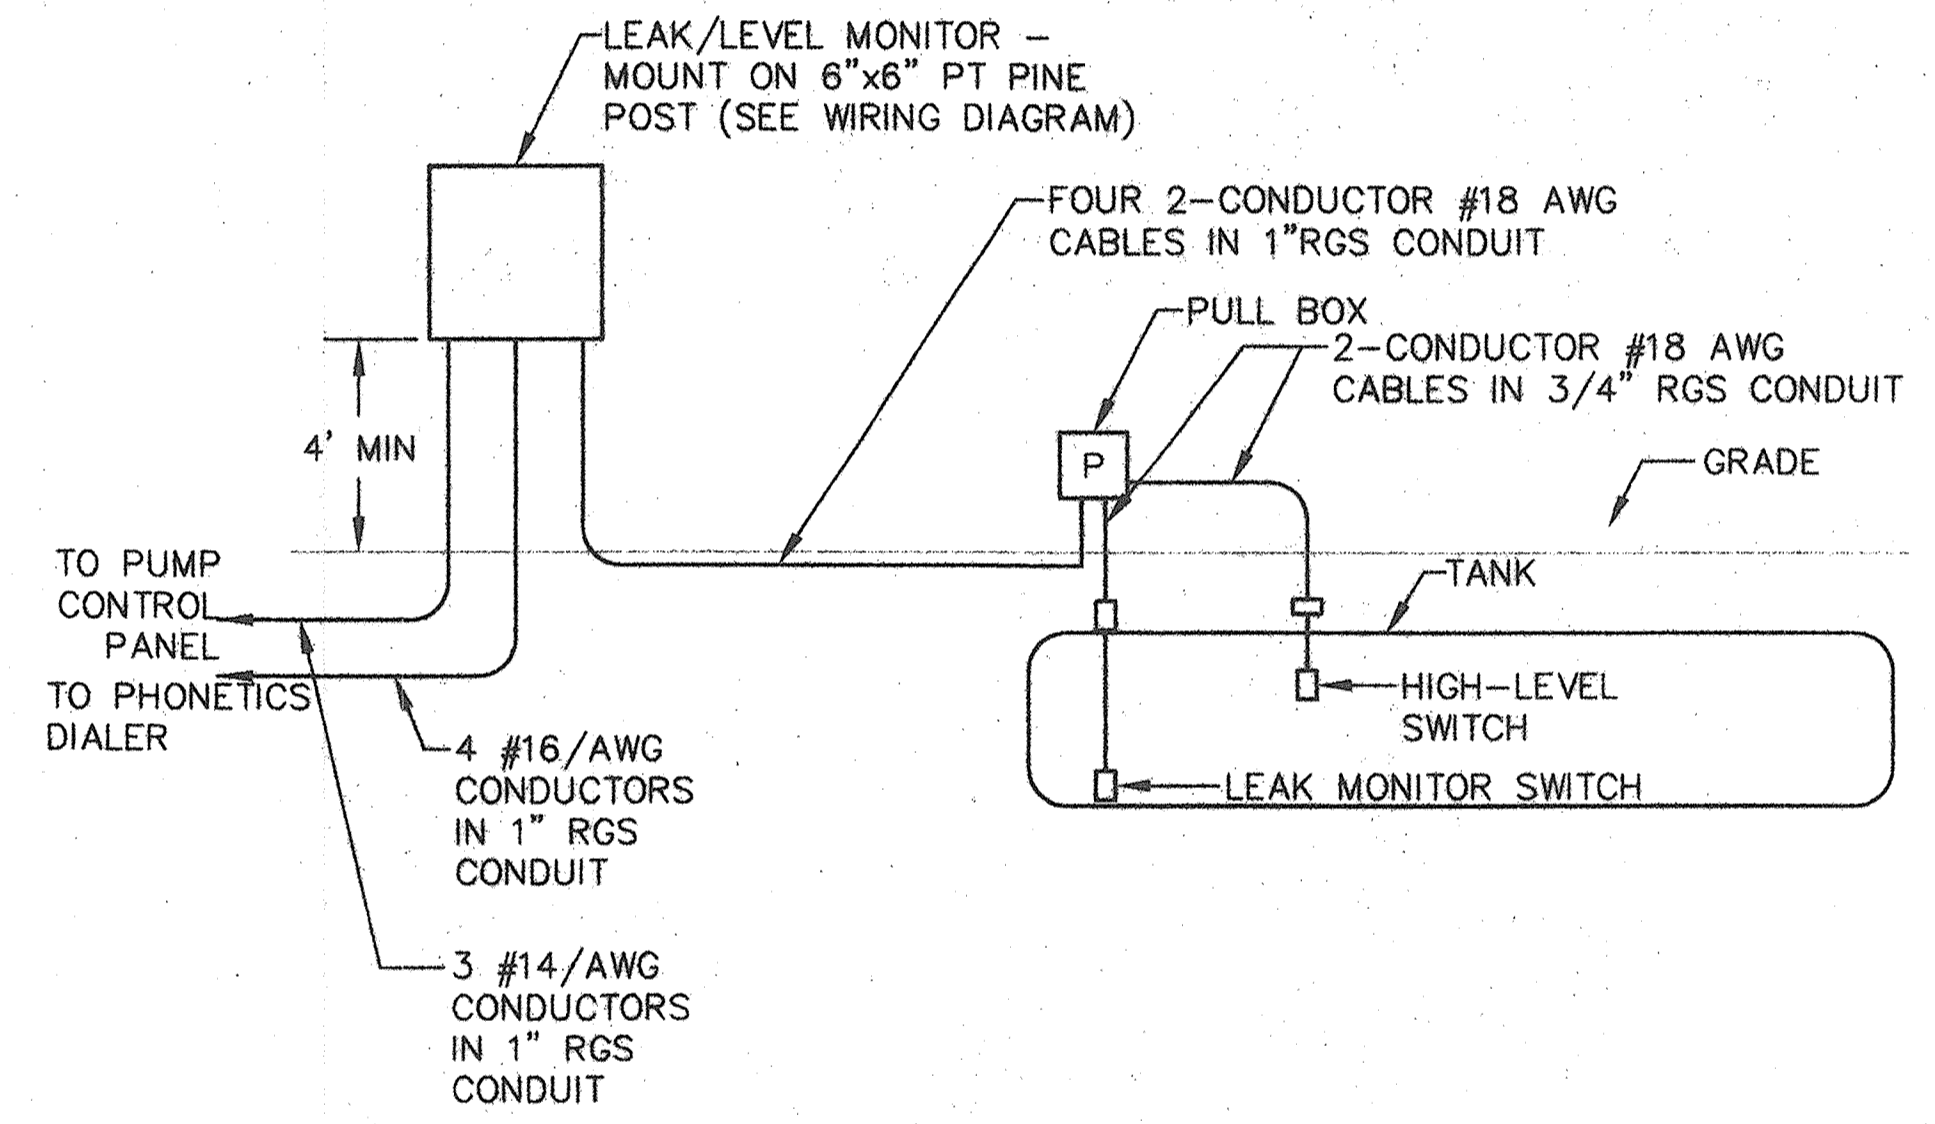 LEAK/LEVEL MONITOR –
MOUNT ON 6"x6" PT PINE
POST (SEE WIRING DIAGRAM)
FOUR 2–CONDUCTOR #18 AWG
CABLES IN 1"RGS CONDUIT
PULL BOX
2–CONDUCTOR #18 AWG
CABLES IN 3/4" RGS CONDUIT
4' MIN
P
GRADE
TO PUMP
CONTROL
PANEL
TANK
TO PHONETICS
DIALER
HIGH–LEVEL
SWITCH
LEAK MONITOR SWITCH
4 #16/AWG
CONDUCTORS
IN 1" RGS
CONDUIT
3 #14/AWG
CONDUCTORS
IN 1" RGS
CONDUIT